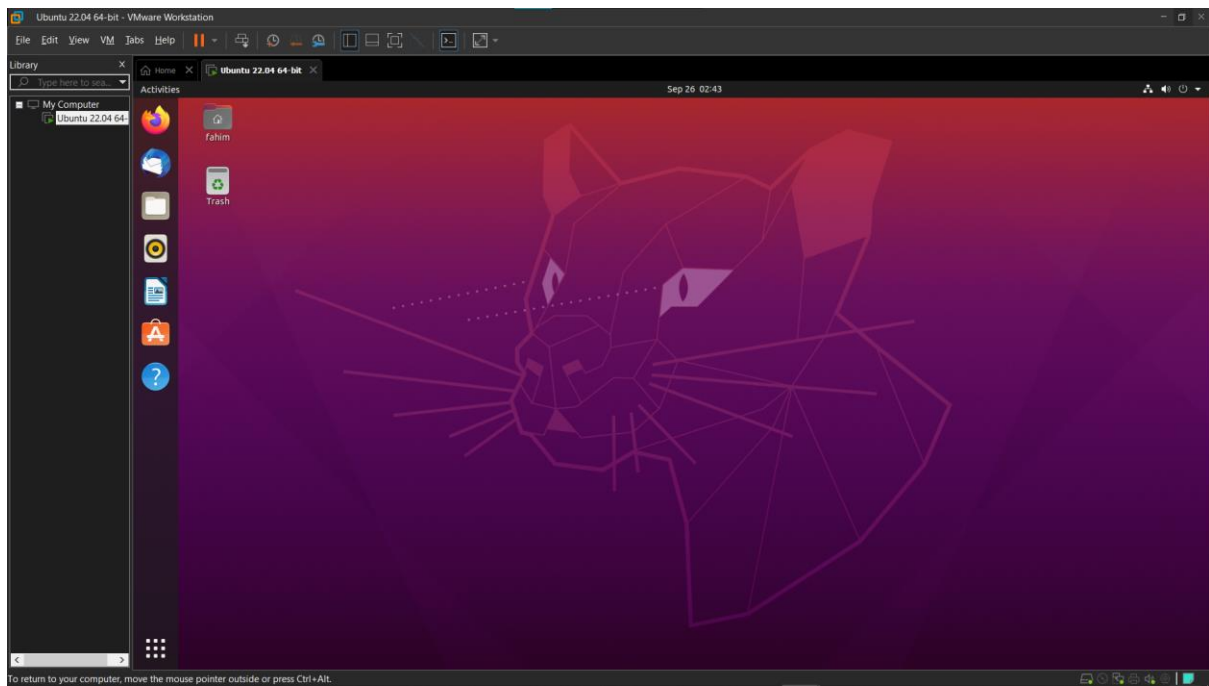 Ubuntu 22.04 64-bit - VMware Workstation
File Edit View VM Tabs Help
Library X
Home X Ubuntu 22.04 64-bit X
Type here to sea...
Activities Sep 26 02:43
My Computer
Ubuntu 22.04 64-
fahim
Trash
To return to your computer, move the mouse pointer outside or press Ctrl+Alt.